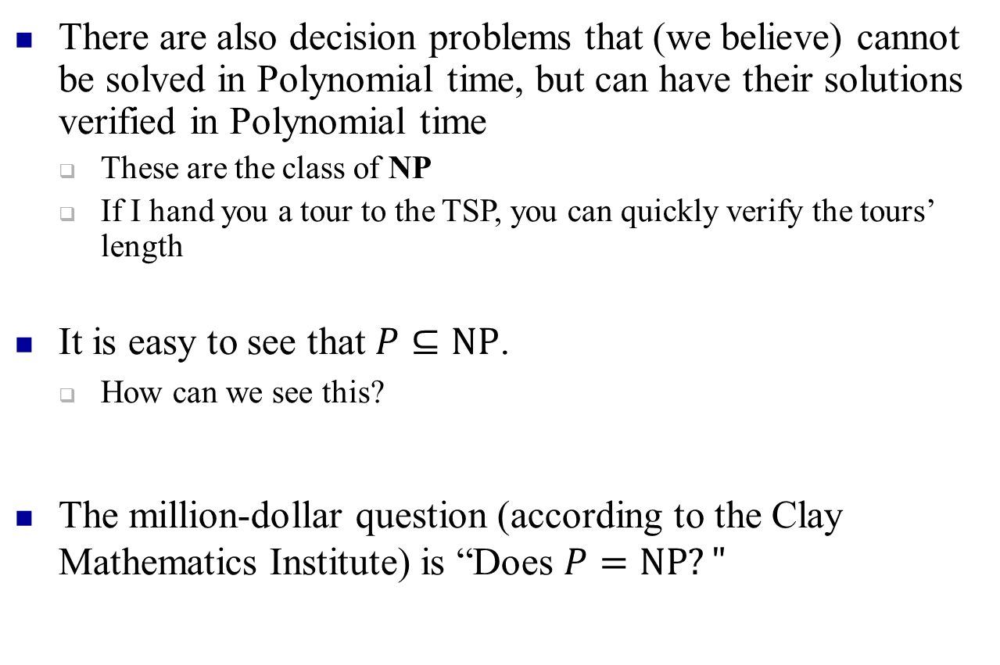 There are also decision problems that (we believe) cannot
be solved in Polynomial time, but can have their solutions
verified in Polynomial time
These are the class of NP
If I hand you a tour to the TSP, you can quickly verify the tours’
length
It is easy to see that P ⊆ NP.
How can we see this?
The million-dollar question (according to the Clay
Mathematics Institute) is “Does P = NP? "